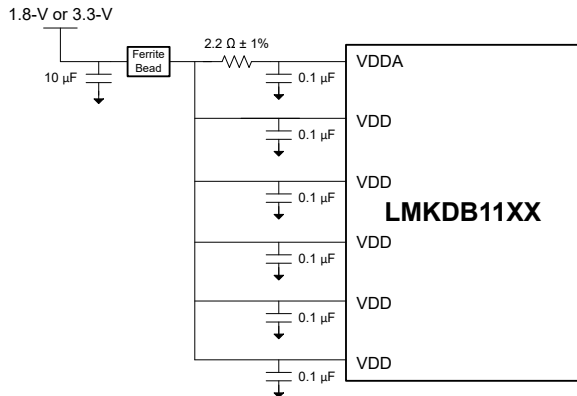 1.8-V or 3.3-V
Ferrite
Bead
2.2 Ω ± 1%
10 µF
0.1 µF
VDDA
0.1 µF
VDD
0.1 µF
VDD
LMKDB11XX
0.1 µF
VDD
0.1 µF
VDD
0.1 µF
VDD